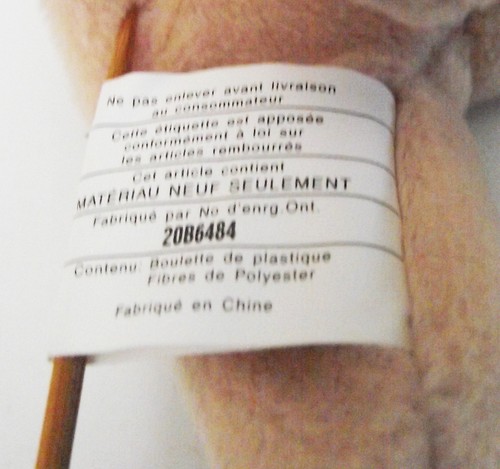 Ne pas enlever avant livraison
au consommateur
Cette étiquette est apposée
conformément à loi sur
les articles rembourrés
Cet article contient
MATÉRIAU NEUF SEULEMENT
Fabriqué par No d'enrg.Ont.
20B6484
Contenu: Boulette de plastique
Fibres de Polyester
Fabriqué en Chine